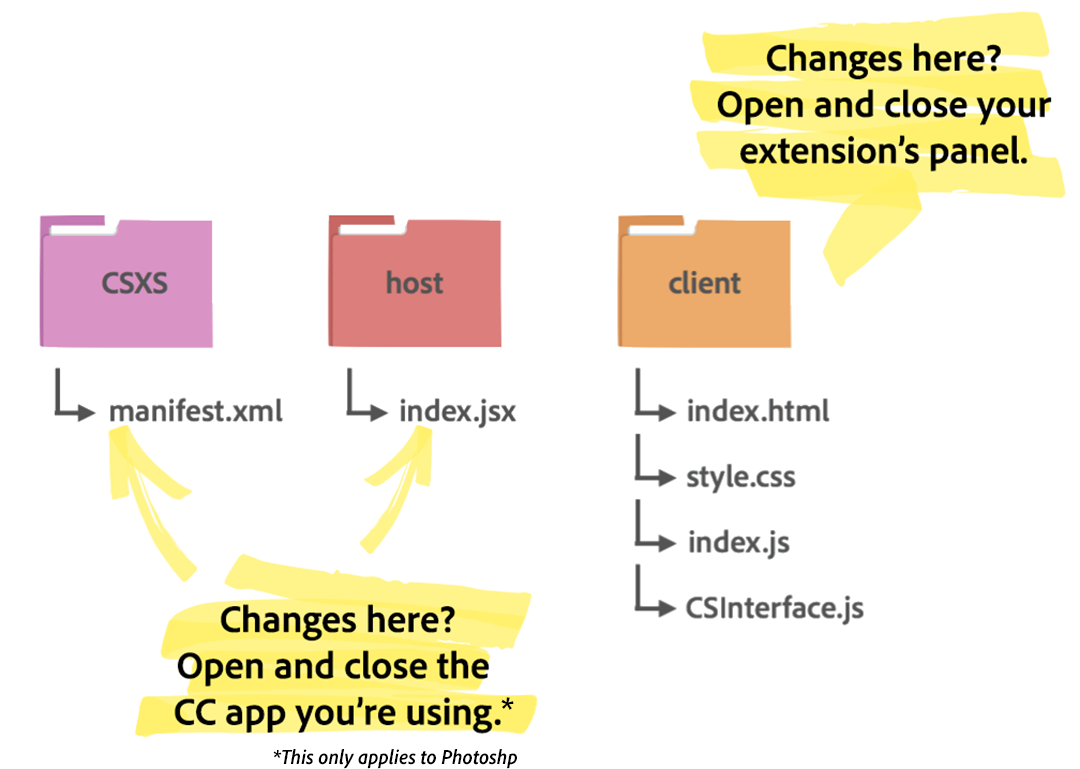 Changes here?
Open and close your
extension's panel.
CSXS
host
client
manifest.xml
index.jsx
index.html
style.css
index.js
CSInterface.js
Changes here?
Open and close the
CC app you're using.*
*This only applies to Photoshp